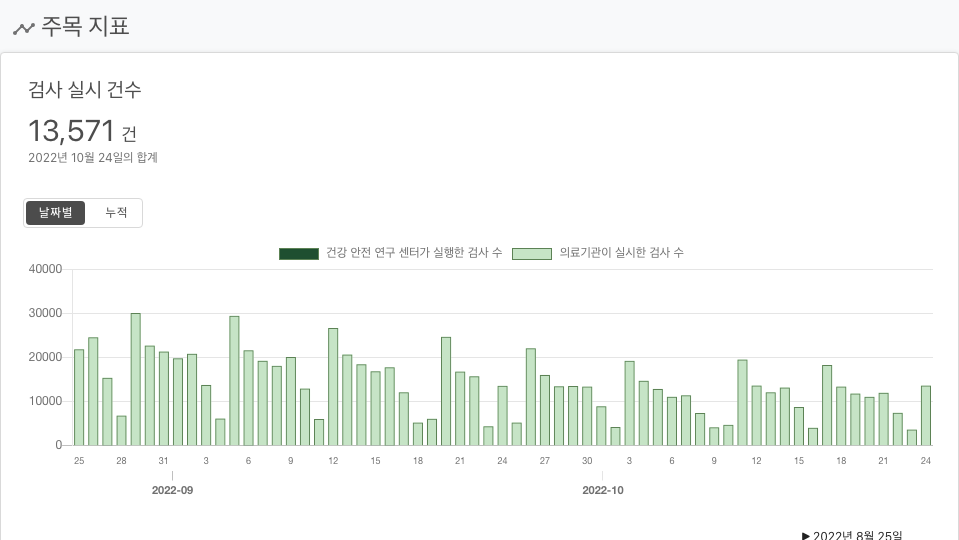 주목 지표
검사 실시 건수
13,571 건
2022년 10월 24일의 합계
날짜별 누적
건강 안전 연구 센터가 실행한 검사 수 의료기관이 실시한 검사 수
40000
30000
20000
10000
0
25 28 31 3 6 9 12 15 18 21 24 27 30 3 6 9 12 15 18 21 24
2022-09 2022-10
▶ 2022년 8월 25일